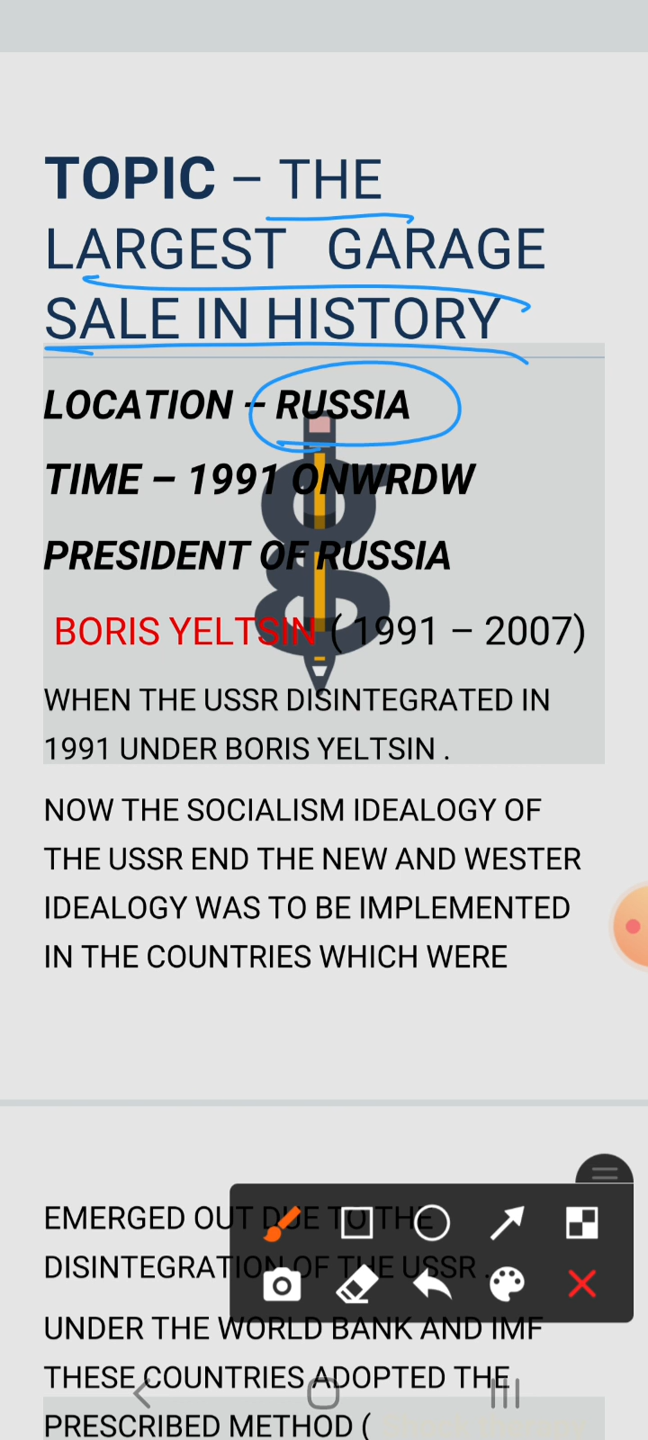 TOPIC – THE
LARGEST GARAGE
SALE IN HISTORY
LOCATION – RUSSIA
TIME – 1991 ONWRDW
PRESIDENT OF RUSSIA
BORIS YELTSIN ( 1991 – 2007)
WHEN THE USSR DISINTEGRATED IN
1991 UNDER BORIS YELTSIN .
NOW THE SOCIALISM IDEALOGY OF
THE USSR END THE NEW AND WESTER
IDEALOGY WAS TO BE IMPLEMENTED
IN THE COUNTRIES WHICH WERE
EMERGED OUT DUE TO THE
DISINTEGRATION OF THE USSR .
UNDER THE WORLD BANK AND IMF
THESE COUNTRIES ADOPTED THE
PRESCRIBED METHOD (